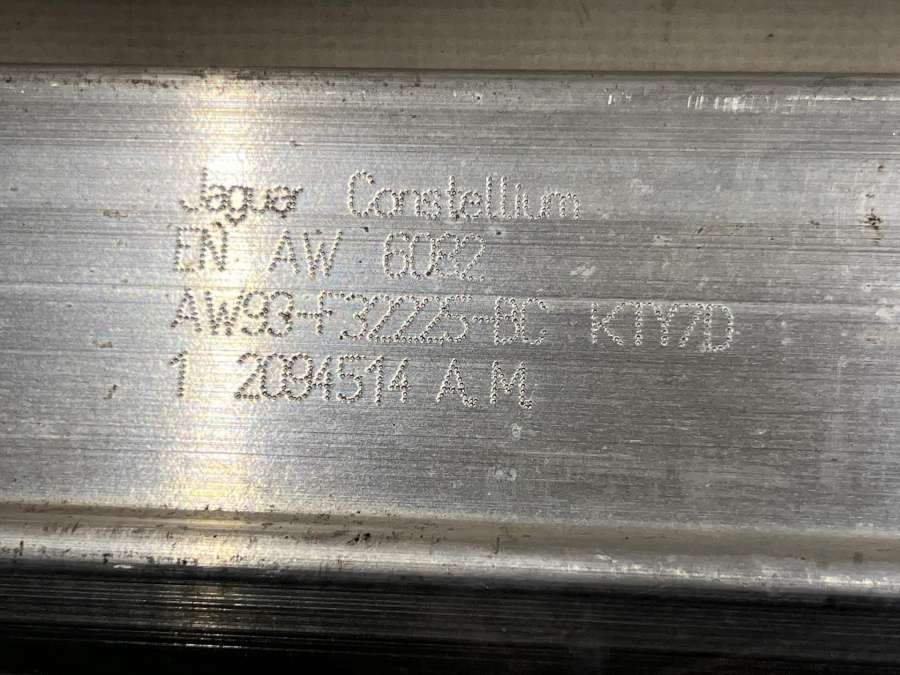 Jaguar Constellium
EN AW 6082
AW93-F32225-BC KTY7D
1 2094514 A.M.